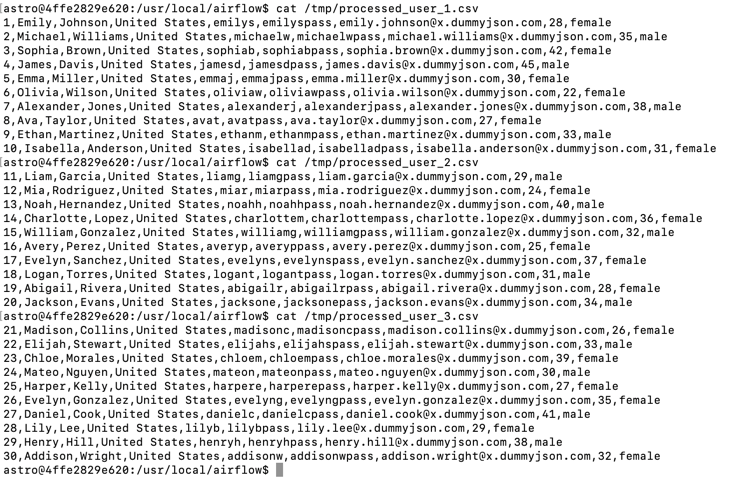 [astro@4ffe2829e620:/usr/local/airflow$ cat /tmp/processed_user_1.csv
1,Emily,Johnson,United States,emilys,emilyspass,emily.johnson@x.dummyjson.com,28,female
2,Michael,Williams,United States,michaelw,michaelwpass,michael.williams@x.dummyjson.com,35,male
3,Sophia,Brown,United States,sophiab,sophiabpass,sophia.brown@x.dummyjson.com,42,female
4,James,Davis,United States,jamesd,jamesdpass,james.davis@x.dummyjson.com,45,male
5,Emma,Miller,United States,emmaj,emmajpass,emma.miller@x.dummyjson.com,30,female
6,Olivia,Wilson,United States,oliviaw,oliviawpass,olivia.wilson@x.dummyjson.com,22,female
7,Alexander,Jones,United States,alexanderj,alexanderjpass,alexander.jones@x.dummyjson.com,38,male
8,Ava,Taylor,United States,avat,avatpass,ava.taylor@x.dummyjson.com,27,female
9,Ethan,Martinez,United States,ethanm,ethanmpass,ethan.martinez@x.dummyjson.com,33,male
10,Isabella,Anderson,United States,isabellad,isabelladpass,isabella.anderson@x.dummyjson.com,31,female
[astro@4ffe2829e620:/usr/local/airflow$ cat /tmp/processed_user_2.csv
11,Liam,Garcia,United States,liamg,liamgpass,liam.garcia@x.dummyjson.com,29,male
12,Mia,Rodriguez,United States,miar,miarpass,mia.rodriguez@x.dummyjson.com,24,female
13,Noah,Hernandez,United States,noahh,noahhpass,noah.hernandez@x.dummyjson.com,40,male
14,Charlotte,Lopez,United States,charlottem,charlottempass,charlotte.lopez@x.dummyjson.com,36,female
15,William,Gonzalez,United States,williamg,williamgpass,william.gonzalez@x.dummyjson.com,32,male
16,Avery,Perez,United States,averyp,averyppass,avery.perez@x.dummyjson.com,25,female
17,Evelyn,Sanchez,United States,evelyns,evelynspass,evelyn.sanchez@x.dummyjson.com,37,female
18,Logan,Torres,United States,logant,logantpass,logan.torres@x.dummyjson.com,31,male
19,Abigail,Rivera,United States,abigailr,abigailrpass,abigail.rivera@x.dummyjson.com,28,female
20,Jackson,Evans,United States,jacksone,jacksonepass,jackson.evans@x.dummyjson.com,34,male
[astro@4ffe2829e620:/usr/local/airflow$ cat /tmp/processed_user_3.csv
21,Madison,Collins,United States,madisonc,madisoncpass,madison.collins@x.dummyjson.com,26,female
22,Elijah,Stewart,United States,elijahs,elijahspass,elijah.stewart@x.dummyjson.com,33,male
23,Chloe,Morales,United States,chloem,chloempass,chloe.morales@x.dummyjson.com,39,female
24,Mateo,Nguyen,United States,mateon,mateonpass,mateo.nguyen@x.dummyjson.com,30,male
25,Harper,Kelly,United States,harpere,harperepass,harper.kelly@x.dummyjson.com,27,female
26,Evelyn,Gonzalez,United States,evelyng,evelyngpass,evelyn.gonzalez@x.dummyjson.com,35,female
27,Daniel,Cook,United States,danielc,danielcpass,daniel.cook@x.dummyjson.com,41,male
28,Lily,Lee,United States,lilyb,lilybpass,lily.lee@x.dummyjson.com,29,female
29,Henry,Hill,United States,henryh,henryhpass,henry.hill@x.dummyjson.com,38,male
30,Addison,Wright,United States,addisonw,addisonwpass,addison.wright@x.dummyjson.com,32,female
astro@4ffe2829e620:/usr/local/airflow$